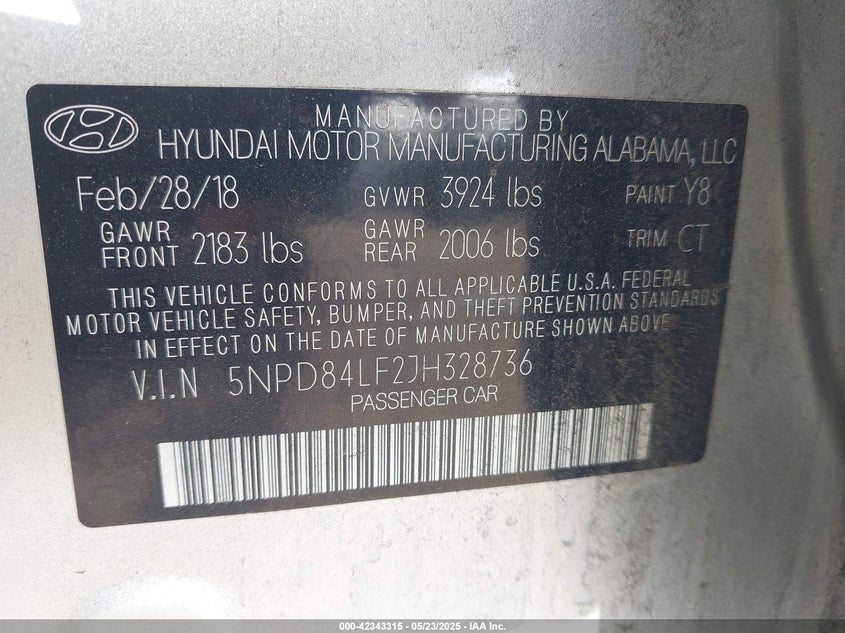 MANUFACTURED BY
HYUNDAI MOTOR MANUFACTURING ALABAMA, LLC
Feb/28/18 GVWR 3924 lbs PAINT Y8
GAWR FRONT 2183 lbs GAWR REAR 2006 lbs TRIM CT
THIS VEHICLE CONFORMS TO ALL APPLICABLE U.S.A. FEDERAL
MOTOR VEHICLE SAFETY, BUMPER, AND THEFT PREVENTION STANDARDS
IN EFFECT ON THE DATE OF MANUFACTURE SHOWN ABOVE
V.I.N 5NPD84LF2JH328736
PASSENGER CAR
000-42343315 - 05/23/2025 - IAA Inc.